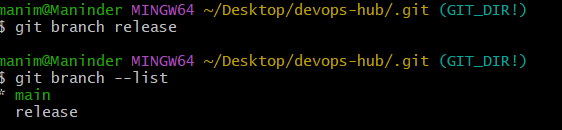 manim@Maninder MINGW64 ~/Desktop/devops-hub/.git (GIT_DIR!)
$ git branch release
manim@Maninder MINGW64 ~/Desktop/devops-hub/.git (GIT_DIR!)
$ git branch --list
* main
  release